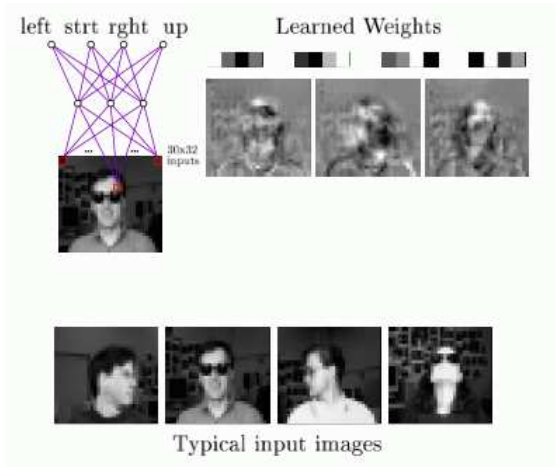 left strt rght up
Learned Weights
... ...
30x32
inputs
Typical input images